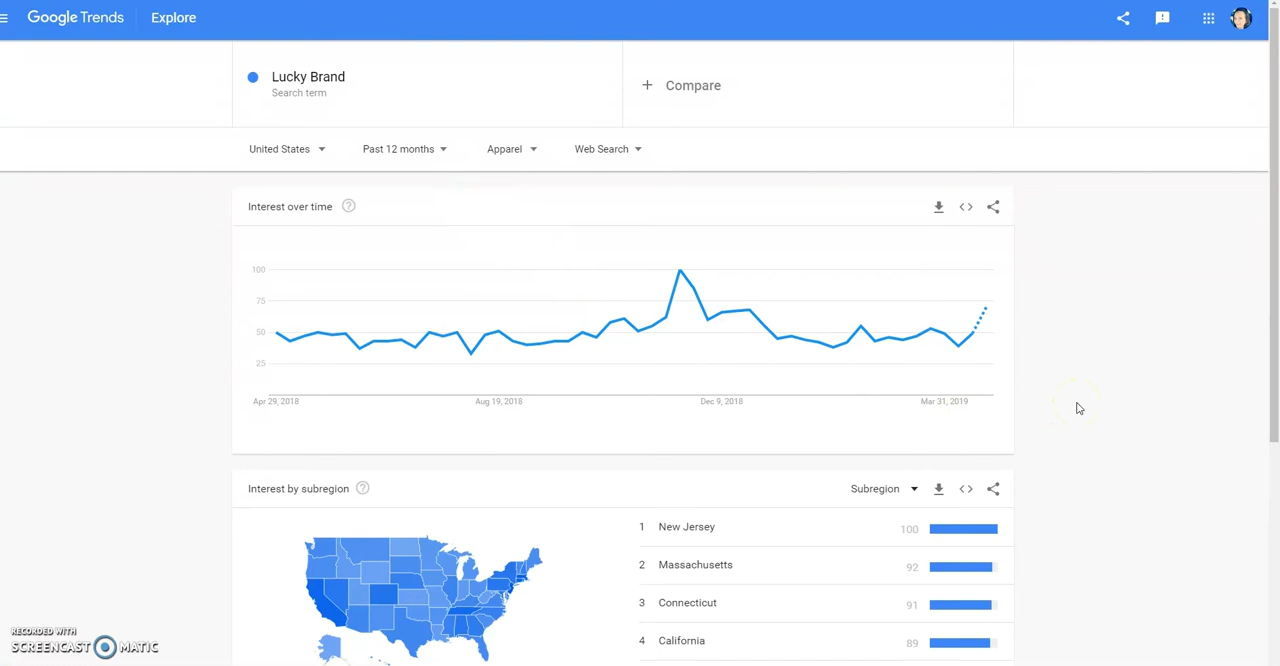 Google Trends Explore
Lucky Brand
Search term
+ Compare
United States Past 12 months Apparel Web Search
Interest over time
100
75
50
25
Apr 29, 2018 Aug 19, 2018 Dec 9, 2018 Mar 31, 2019
Interest by subregion Subregion
1 New Jersey 100
2 Massachusetts 92
3 Connecticut 91
4 California 89
RECORDED WITH
SCREENCAST MATIC